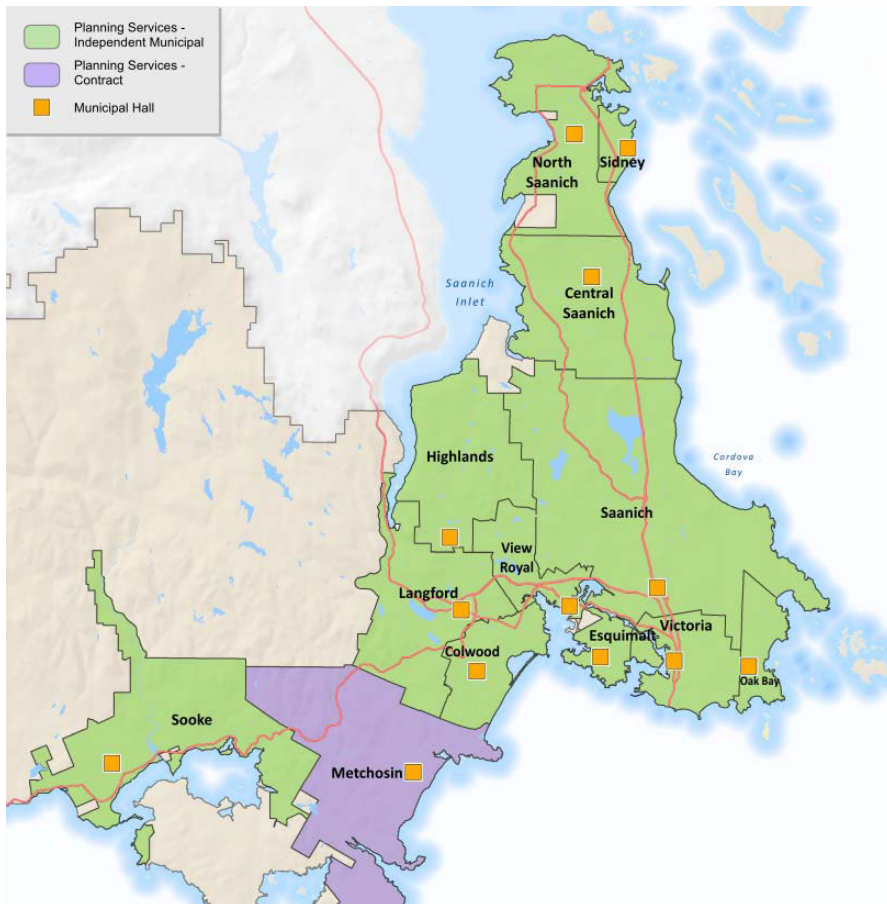 Planning Services -
Independent Municipal
Planning Services -
Contract
Municipal Hall
North
Saanich
Sidney
Central
Saanich
Saanich
Inlet
Highlands
Cordova
Bay
Saanich
View
Royal
Langford
Esquimalt
Victoria
Colwood
Oak Bay
Sooke
Metchosin